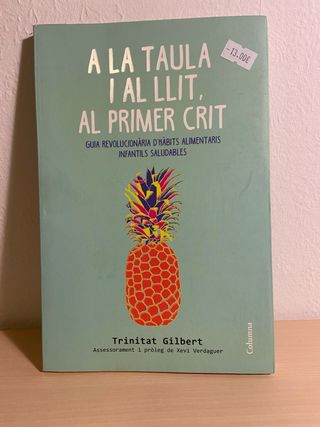 -13.00€
A LA TAULA
I AL LLIT,
AL PRIMER CRIT
GUIA REVOLUCIONÀRIA D'HÀBITS ALIMENTARIS
INFANTILS SALUDABLES
Trinitat Gilbert
Assessorament i pròleg de Xevi Verdaguer
Columna